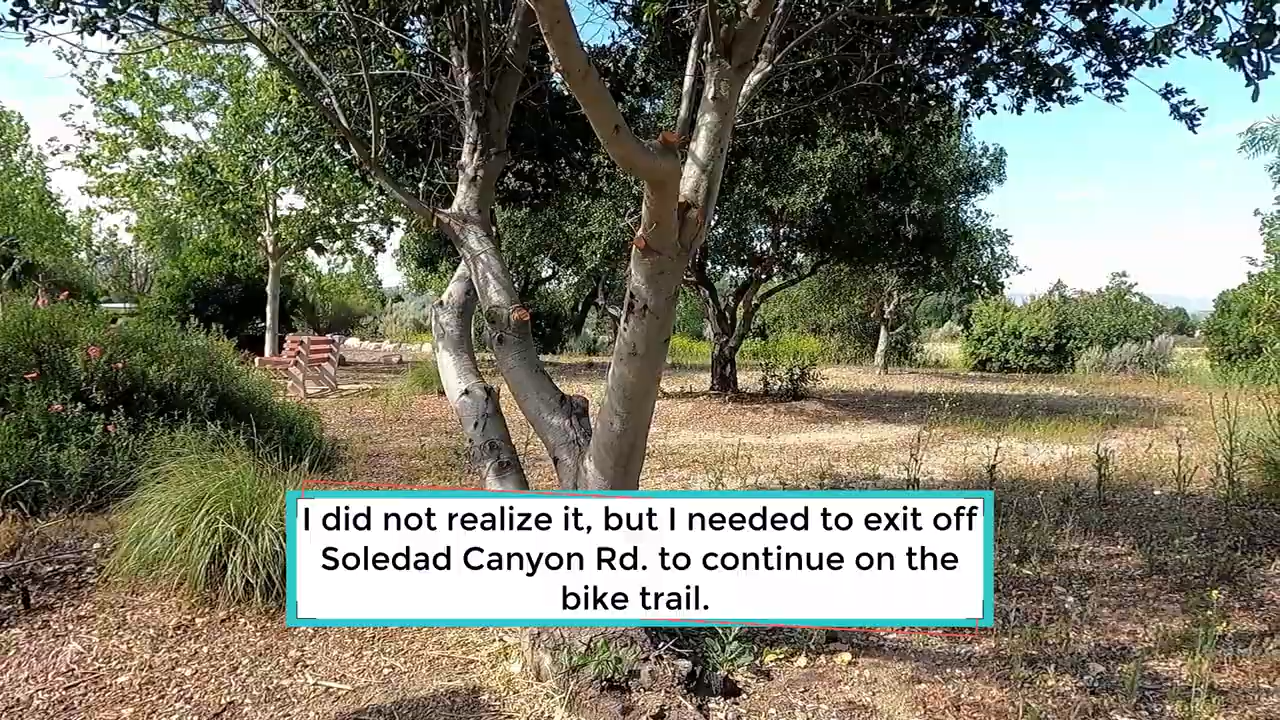 I did not realize it, but I needed to exit off
Soledad Canyon Rd. to continue on the
bike trail.